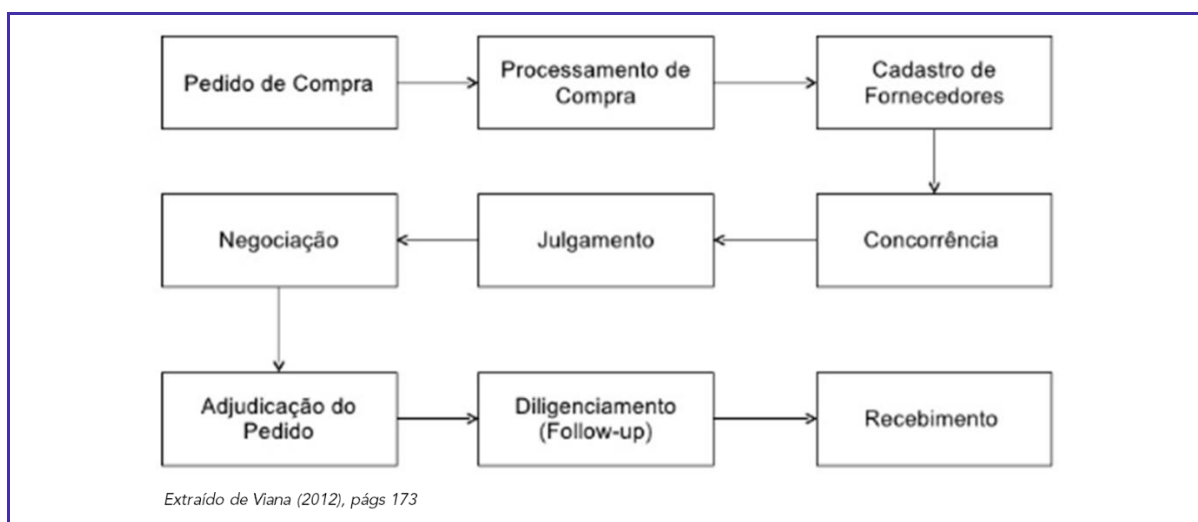 Pedido de Compra
Processamento de
Compra
Cadastro de
Fornecedores
Concorrência
Julgamento
Negociação
Adjudicação do
Pedido
Diligenciamento
(Follow-up)
Recebimento
Extraído de Viana (2012), págs 173